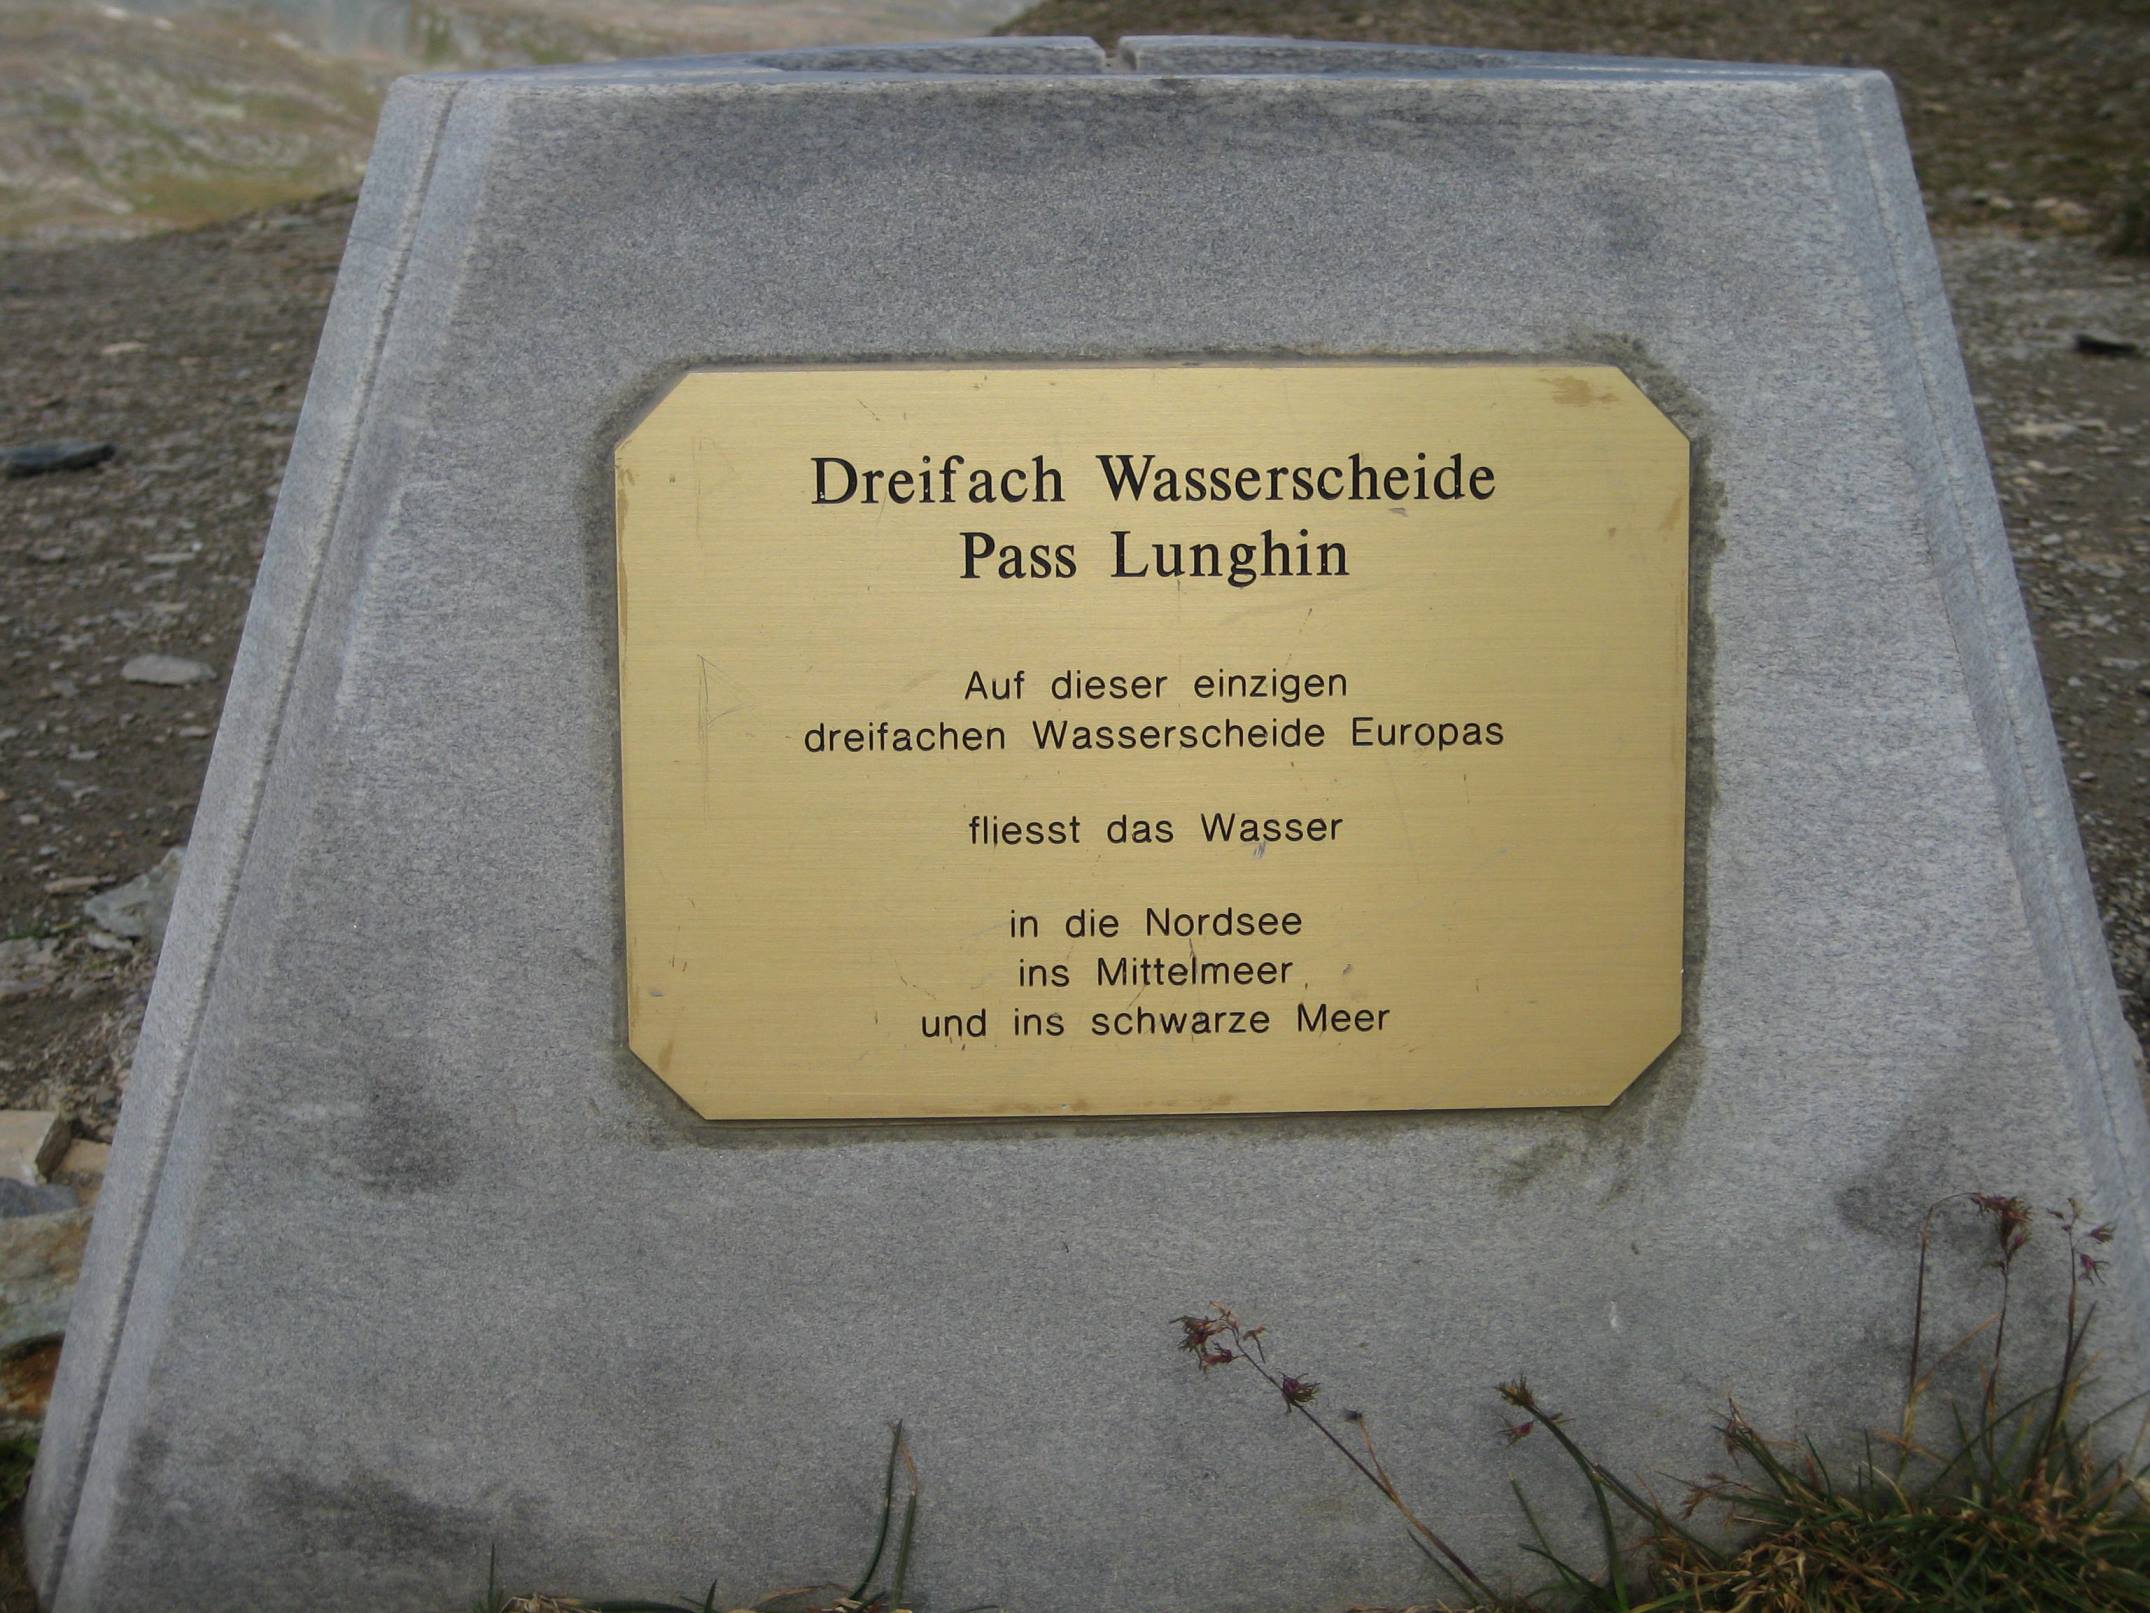 Dreifach Wasserscheide
Pass Lunghin
Auf dieser einzigen
dreifachen Wasserscheide Europas
fliesst das Wasser
in die Nordsee
ins Mittelmeer
und ins schwarze Meer